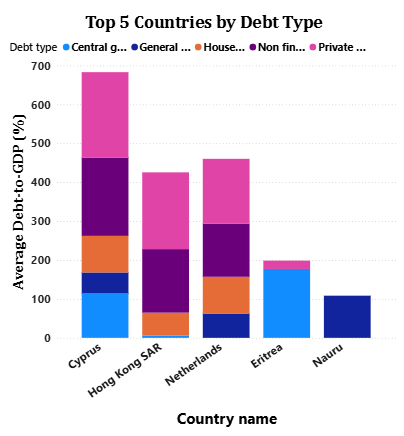 Top 5 Countries by Debt Type
Debt type Central g... General ... House... Non fin... Private ...
700
600
500
400
300
200
100
0
Average Debt-to-GDP (%)
Cyprus
Hong Kong SAR
Netherlands
Eritrea
Nauru
Country name